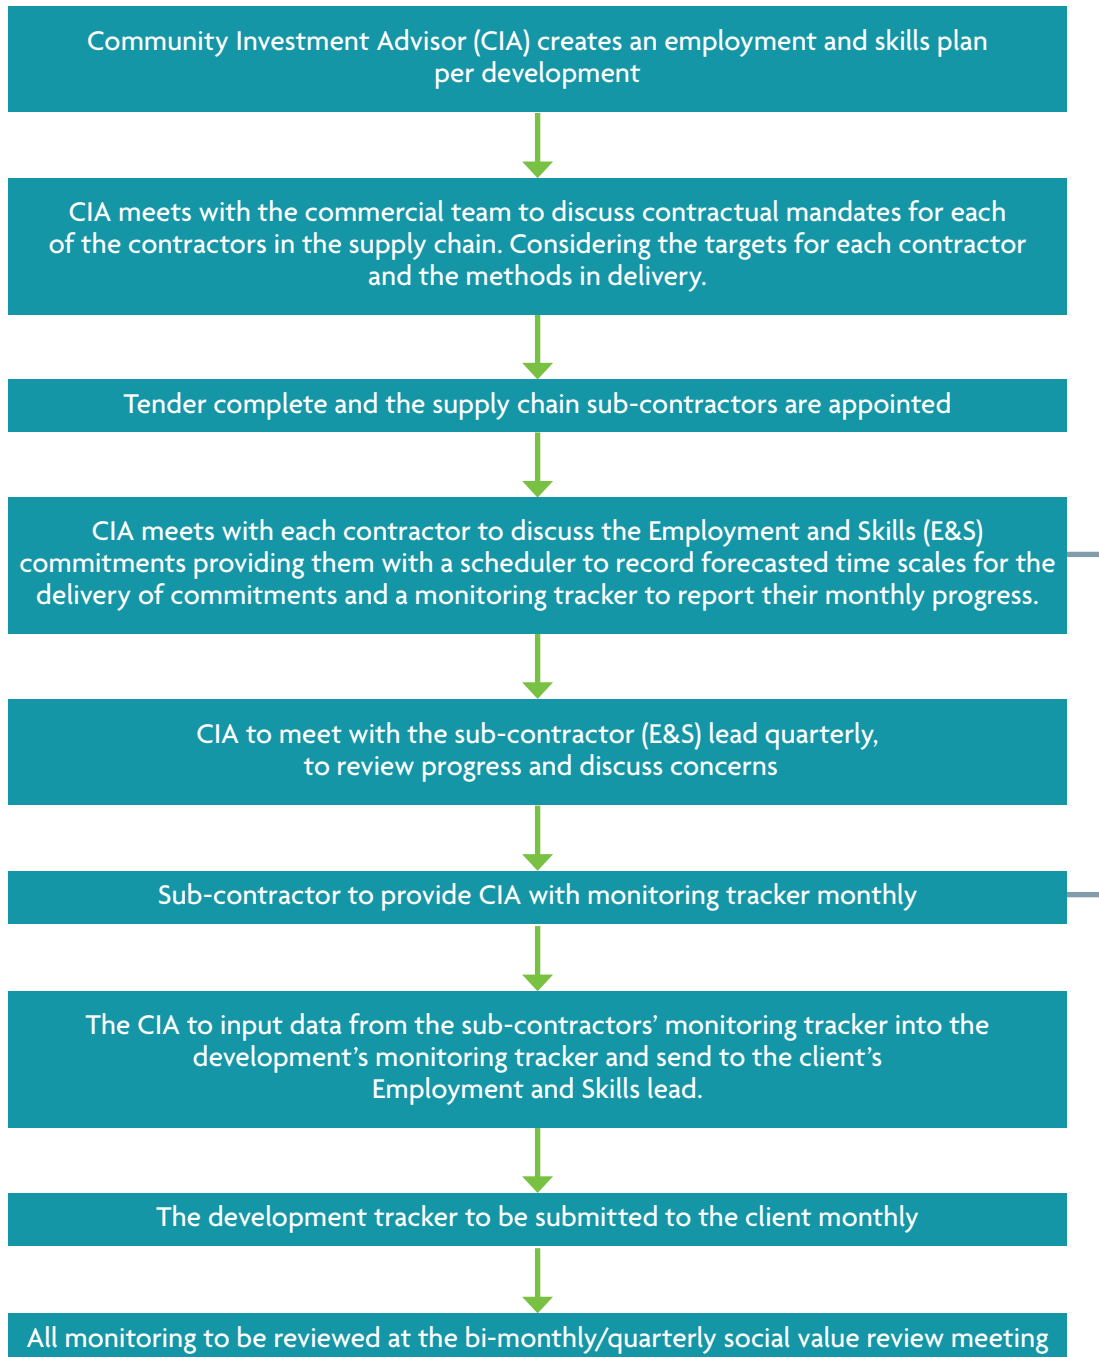 Community Investment Advisor (CIA) creates an employment and skills plan
per development
CIA meets with the commercial team to discuss contractual mandates for each
of the contractors in the supply chain. Considering the targets for each contractor
and the methods in delivery.
Tender complete and the supply chain sub-contractors are appointed
CIA meets with each contractor to discuss the Employment and Skills (E&S)
commitments providing them with a scheduler to record forecasted time scales for the
delivery of commitments and a monitoring tracker to report their monthly progress.
CIA to meet with the sub-contractor (E&S) lead quarterly,
to review progress and discuss concerns
Sub-contractor to provide CIA with monitoring tracker monthly
The CIA to input data from the sub-contractors’ monitoring tracker into the
development’s monitoring tracker and send to the client’s
Employment and Skills lead.
The development tracker to be submitted to the client monthly
All monitoring to be reviewed at the bi-monthly/quarterly social value review meeting